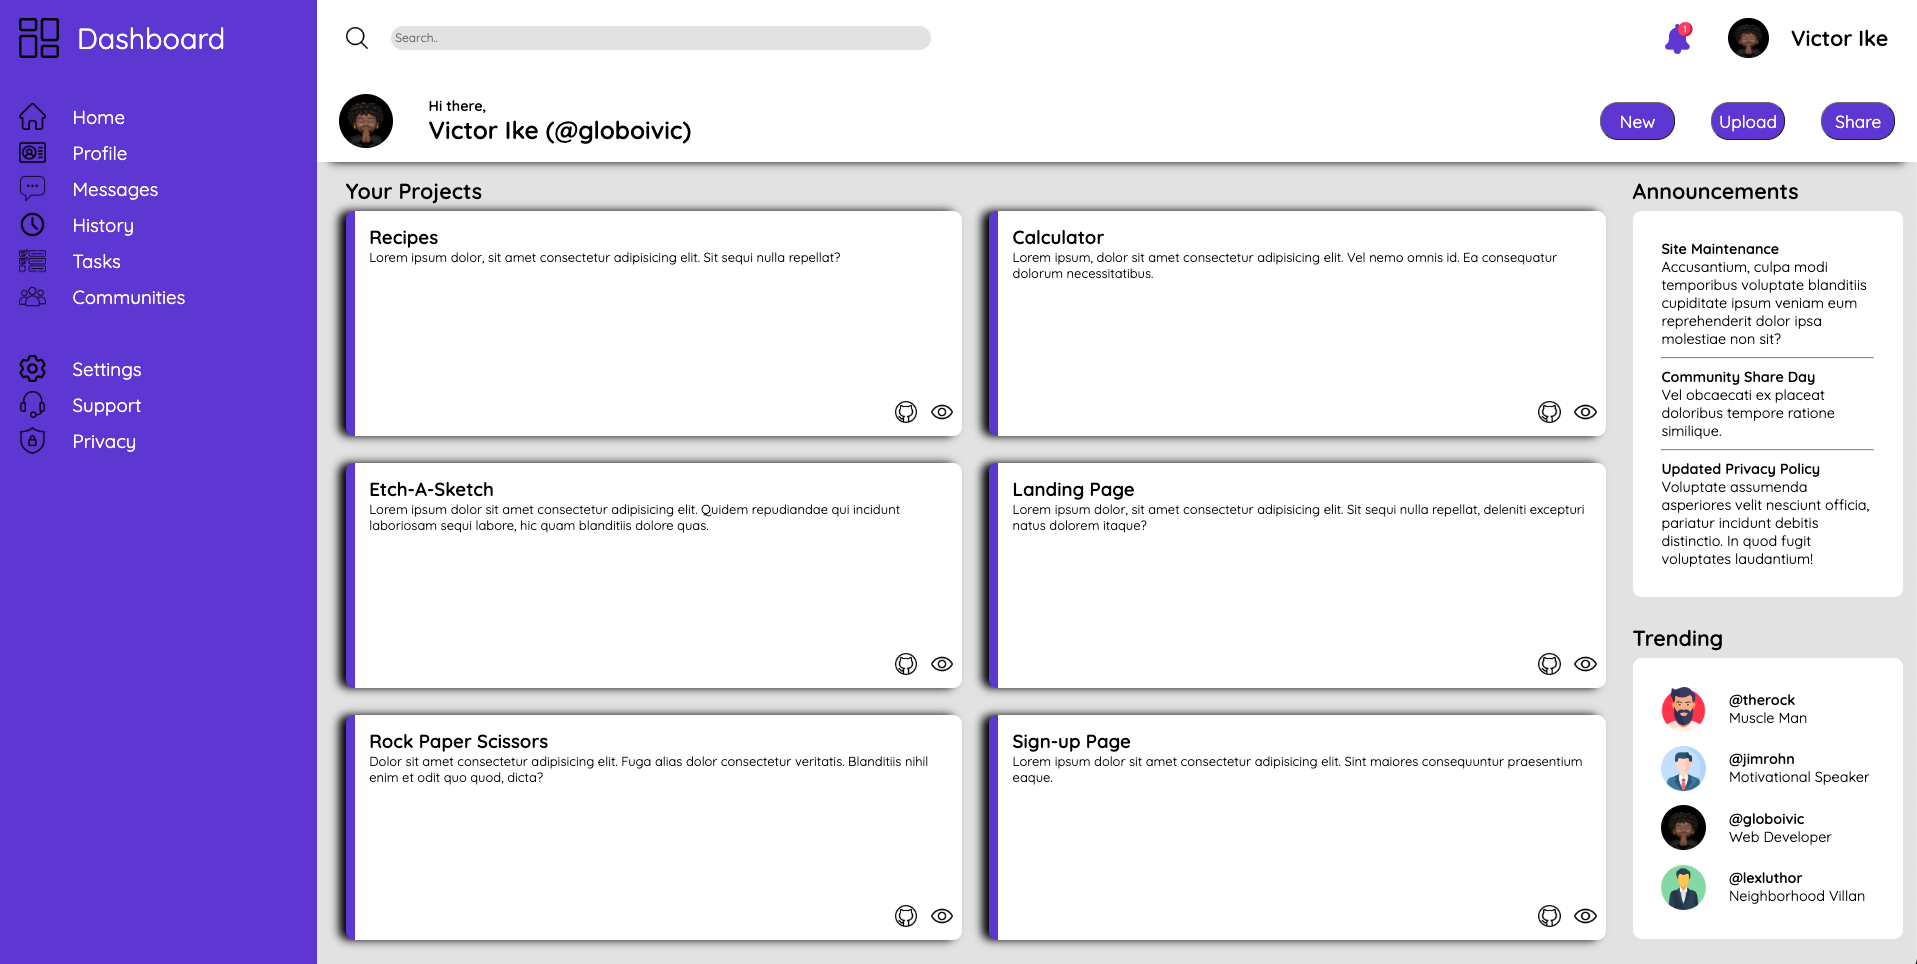 Dashboard
Home
Profile
Messages
History
Tasks
Communities
Settings
Support
Privacy
Search..
1
Victor Ike
Hi there,
Victor Ike (@globoivic)
New
Upload
Share
Your Projects
Recipes
Lorem ipsum dolor, sit amet consectetur adipisicing elit. Sit sequi nulla repellat?
Calculator
Lorem ipsum, dolor sit amet consectetur adipisicing elit. Vel nemo omnis id. Ea consequatur
dolorum necessitatibus.
Etch-A-Sketch
Lorem ipsum dolor sit amet consectetur adipisicing elit. Quidem repudiandae qui incidunt
laboriosam sequi labore, hic quam blanditiis dolore quas.
Landing Page
Lorem ipsum dolor, sit amet consectetur adipisicing elit. Sit sequi nulla repellat, deleniti excepturi
natus dolorem itaque?
Rock Paper Scissors
Dolor sit amet consectetur adipisicing elit. Fuga alias dolor consectetur veritatis. Blanditiis nihil
enim et odit quo quod, dicta?
Sign-up Page
Lorem ipsum dolor sit amet consectetur adipisicing elit. Sint maiores consequuntur praesentium
eaque.
Announcements
Site Maintenance
Accusantium, culpa modi
temporibus voluptate blanditiis
cupiditate ipsum veniam eum
reprehenderit dolor ipsa
molestiae non sit?
Community Share Day
Vel obcaecati ex placeat
doloribus tempore ratione
similique.
Updated Privacy Policy
Voluptate assumenda
asperiores velit nesciunt officia,
pariatur incidunt debitis
distinctio. In quod fugit
voluptates laudantium!
Trending
@therock
Muscle Man
@jimrohn
Motivational Speaker
@globoivic
Web Developer
@lexluthor
Neighborhood Villan